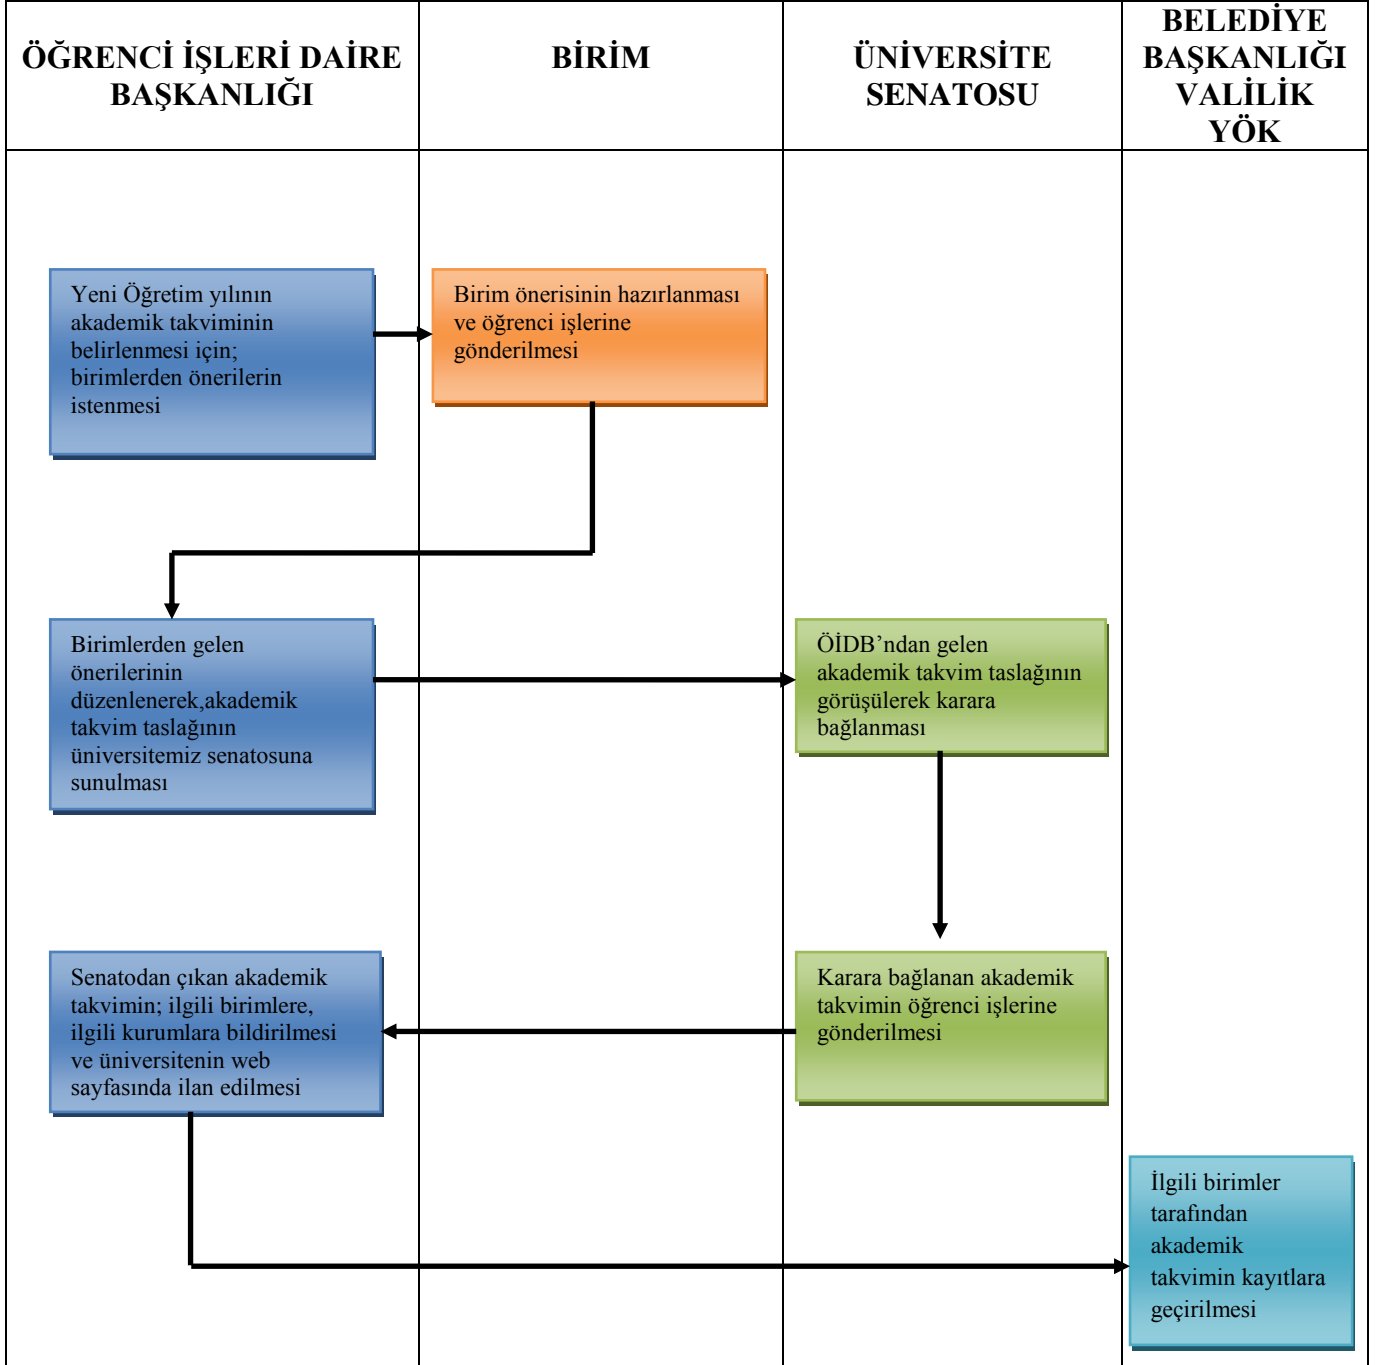 ÖĞRENCİ İŞLERİ DAİRE
BAŞKANLIĞI
BİRİM
ÜNİVERSİTE
SENATOSU
BELEDİYE
BAŞKANLIĞI
VALİLİK
YÖK
Yeni Öğretim yılının
akademik takviminin
belirlenmesi için;
birimlerden önerilerin
istenmesi
Birim önerisinin hazırlanması
ve öğrenci işlerine
gönderilmesi
Birimlerden gelen
önerilerinin
düzenlenerek,akademik
takvim taslağının
üniversitemiz senatosuna
sunulması
ÖİDB’ndan gelen
akademik takvim taslağının
görüşülerek karara
bağlanması
Senatodan çıkan akademik
takvimin; ilgili birimlere,
ilgili kurumlara bildirilmesi
ve üniversitenin web
sayfasında ilan edilmesi
Karara bağlanan akademik
takvimin öğrenci işlerine
gönderilmesi
İlgili birimler
tarafından
akademik
takvimin kayıtlara
geçirilmesi